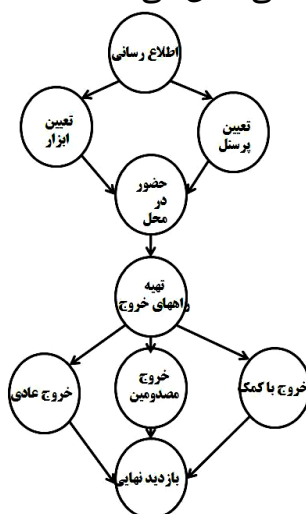 اطلاع رسانی
تعیین
پرسنل
تعیین
ابزار
حضور
در
محل
تهیه
راههای خروج
خروج با کمک
خروج
مصدومین
خروج عادی
بازدید نهایی